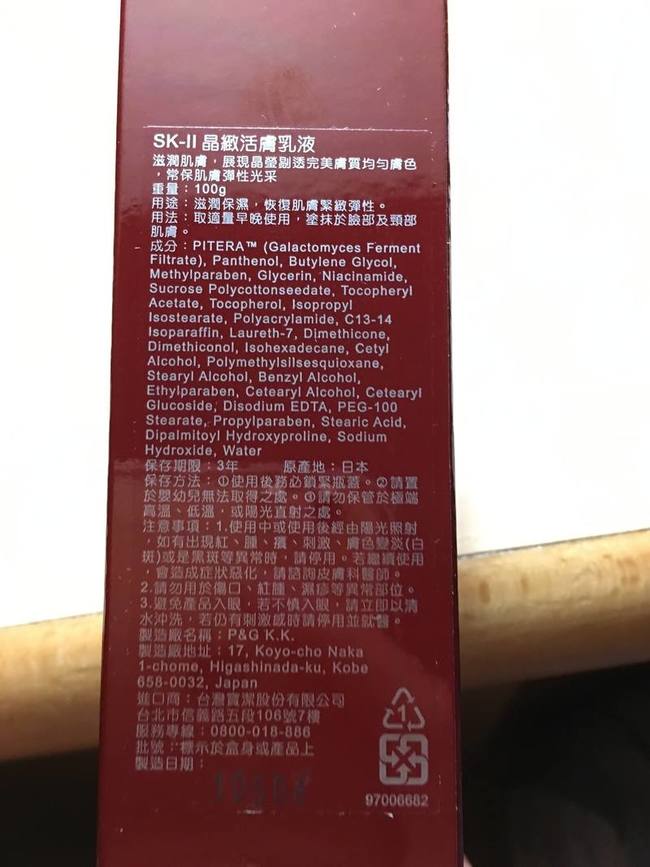 SK-II 晶緻活膚乳液
滋潤肌膚，展現晶瑩剔透完美膚質均勻膚色
，常保肌膚彈性光采
重量：100g
用途：滋潤保濕，恢復肌膚緊緻彈性。
用法：取適量早晚使用，塗抹於臉部及頸部
肌膚。
成分：PITERA™ (Galactomyces Ferment
Filtrate), Panthenol, Butylene Glycol,
Methylparaben, Glycerin, Niacinamide,
Sucrose Polycottonseedate, Tocopheryl
Acetate, Tocopherol, Isopropyl
Isostearate, Polyacrylamide, C13-14
Isoparaffin, Laureth-7, Dimethicone,
Dimethiconol, Isohexadecane, Cetyl
Alcohol, Polymethylsilsesquioxane,
Stearyl Alcohol, Benzyl Alcohol,
Ethylparaben, Cetearyl Alcohol, Cetearyl
Glucoside, Disodium EDTA, PEG-100
Stearate, Propylparaben, Stearic Acid,
Dipalmitoyl Hydroxyproline, Sodium
Hydroxide, Water
保存期限：3年 原產地：日本
保存方法：①使用後務必鎖緊瓶蓋。②請置
於嬰幼兒無法取得之處。③請勿保管於極端
高溫、低溫，或陽光直射之處。
注意事項：1.使用中或使用後經由陽光照射
，如有出現紅、腫、癢、刺激、膚色變淡(白
斑)或是黑斑等異常時，請停用。若繼續使用
，會造成症狀惡化，請諮詢皮膚科醫師。
2.請勿用於傷口、紅腫、濕疹等異常部位。
3.避免產品入眼，若不慎入眼，請立即以清
水沖洗，若仍有刺激感時請停用並就醫。
製造廠名稱：P&G K.K.
製造廠地址：17, Koyo-cho Naka
1-chome, Higashinada-ku, Kobe
658-0032, Japan
進口商：台灣寶潔股份有限公司
台北市信義路五段106號7樓
服務專線：0800-018-886
批號：標示於盒身或產品上
製造日期：
1
97006682